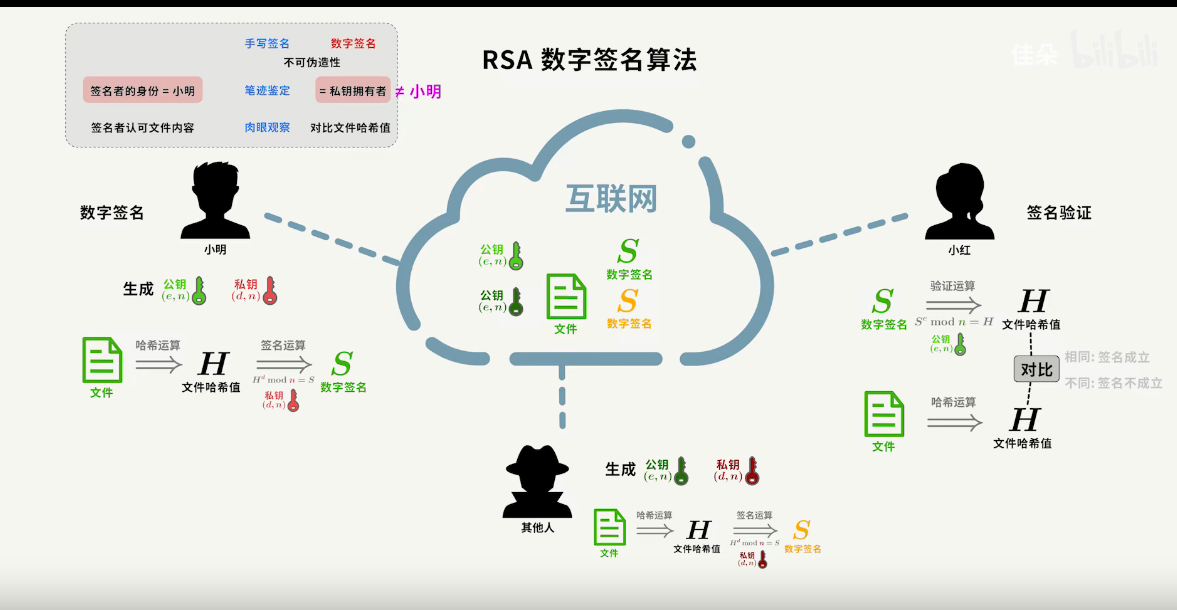 RSA 数字签名算法
佳朵 bilibili
手写签名 数字签名
不可伪造性
签名者的身份 = 小明 笔迹鉴定 = 私钥拥有者 ≠ 小明
签名者认可文件内容 肉眼观察 对比文件哈希值
数字签名
小明
生成 公钥 (e, n) 私钥 (d, n)
文件
哈希运算
H
文件哈希值
签名运算
H^d mod n = S
私钥
(d, n)
S
数字签名
互联网
公钥
(e, n)
S
数字签名
公钥
(e, n)
文件
S
数字签名
小红
签名验证
S
数字签名
验证运算
S^e mod n = H
公钥
(e, n)
H
文件哈希值
对比
相同: 签名成立
不同: 签名不成立
文件
哈希运算
H
文件哈希值
其他人
生成 公钥 (e, n) 私钥 (d, n)
文件
哈希运算
H
文件哈希值
签名运算
H^d mod n = S
私钥
(d, n)
S
数字签名